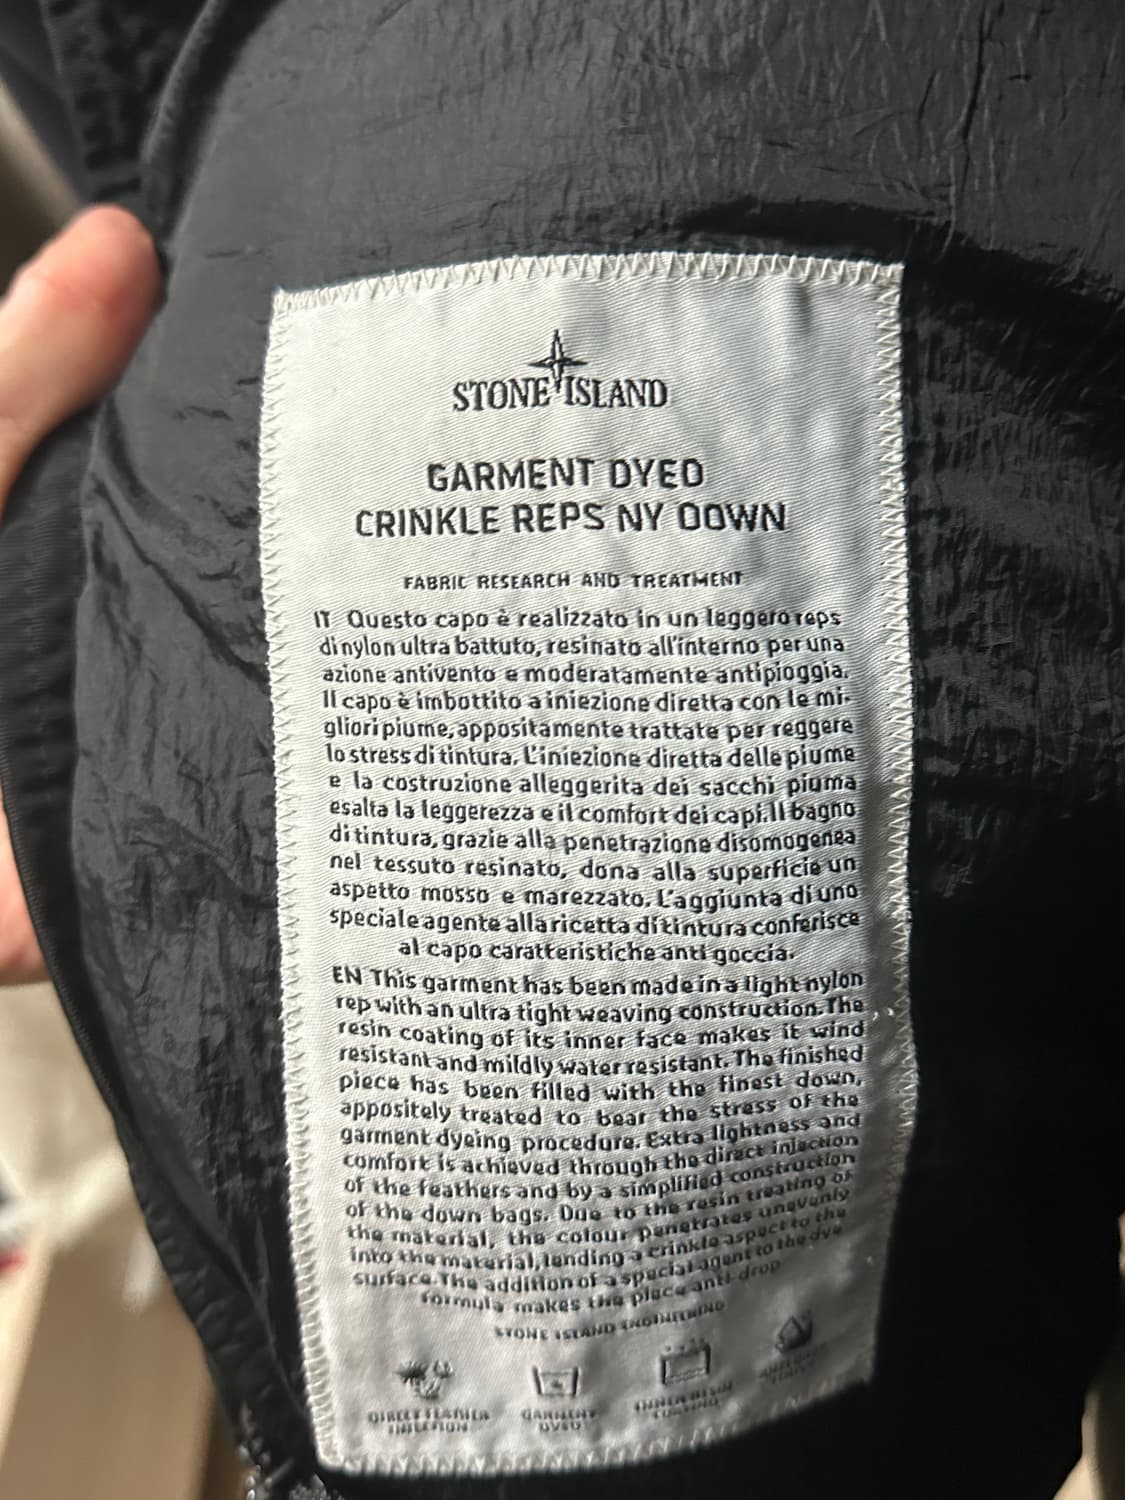 STONE ISLAND
GARMENT DYED
CRINKLE REPS NY DOWN
FABRIC RESEARCH AND TREATMENT
IT Questo capo è realizzato in un leggero reps
di nylon ultra battuto, resinato all'interno per una
azione antivento e moderatamente antipioggia.
Il capo è imbottito a iniezione diretta con le mi-
gliori piume, appositamente trattate per reggere
lo stress di tintura. L'iniezione diretta delle piume
e la costruzione alleggerita dei sacchi piuma
esalta la leggerezza e il comfort dei capi. Il bagno
di tintura, grazie alla penetrazione disomogenea
nel tessuto resinato, dona alla superficie un
aspetto mosso e marezzato. L'aggiunta di uno
speciale agente alla ricetta di tintura conferisce
al capo caratteristiche anti goccia.
EN This garment has been made in a light nylon
rep with an ultra tight weaving construction. The
resin coating of its inner face makes it wind
resistant and mildly water resistant. The finished
piece has been filled with the finest down,
appositely treated to bear the stress of the
garment dyeing procedure. Extra lightness and
comfort is achieved through the direct injection
of the feathers and by a simplified construction
of the down bags. Due to the resin treating of
the material, the colour penetrates unevenly
into the material, lending a crinkle aspect to the
surface. The addition of a special agent to the dye
formula makes the piece anti-drop
STONE ISLAND ENGINEERING
DIRECT FEATHER
INJECTION
GARMENT
DYED
INNER RESIN
COATING